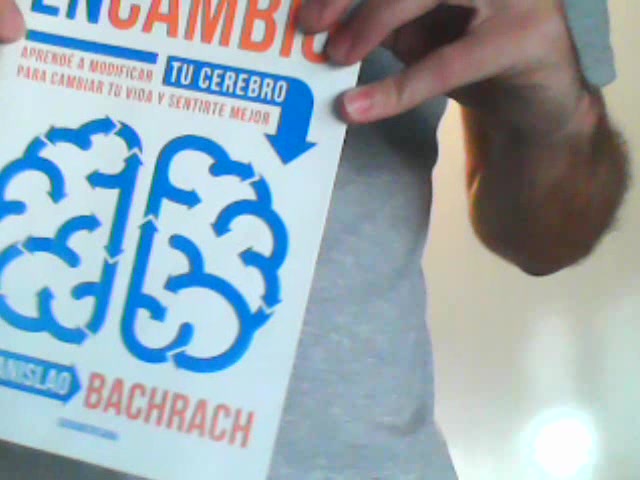 ENCAMBIO
APRENDÉ A MODIFICAR TU CEREBRO
PARA CAMBIAR TU VIDA Y SENTIRTE MEJOR
ANISLAO BACHRACH